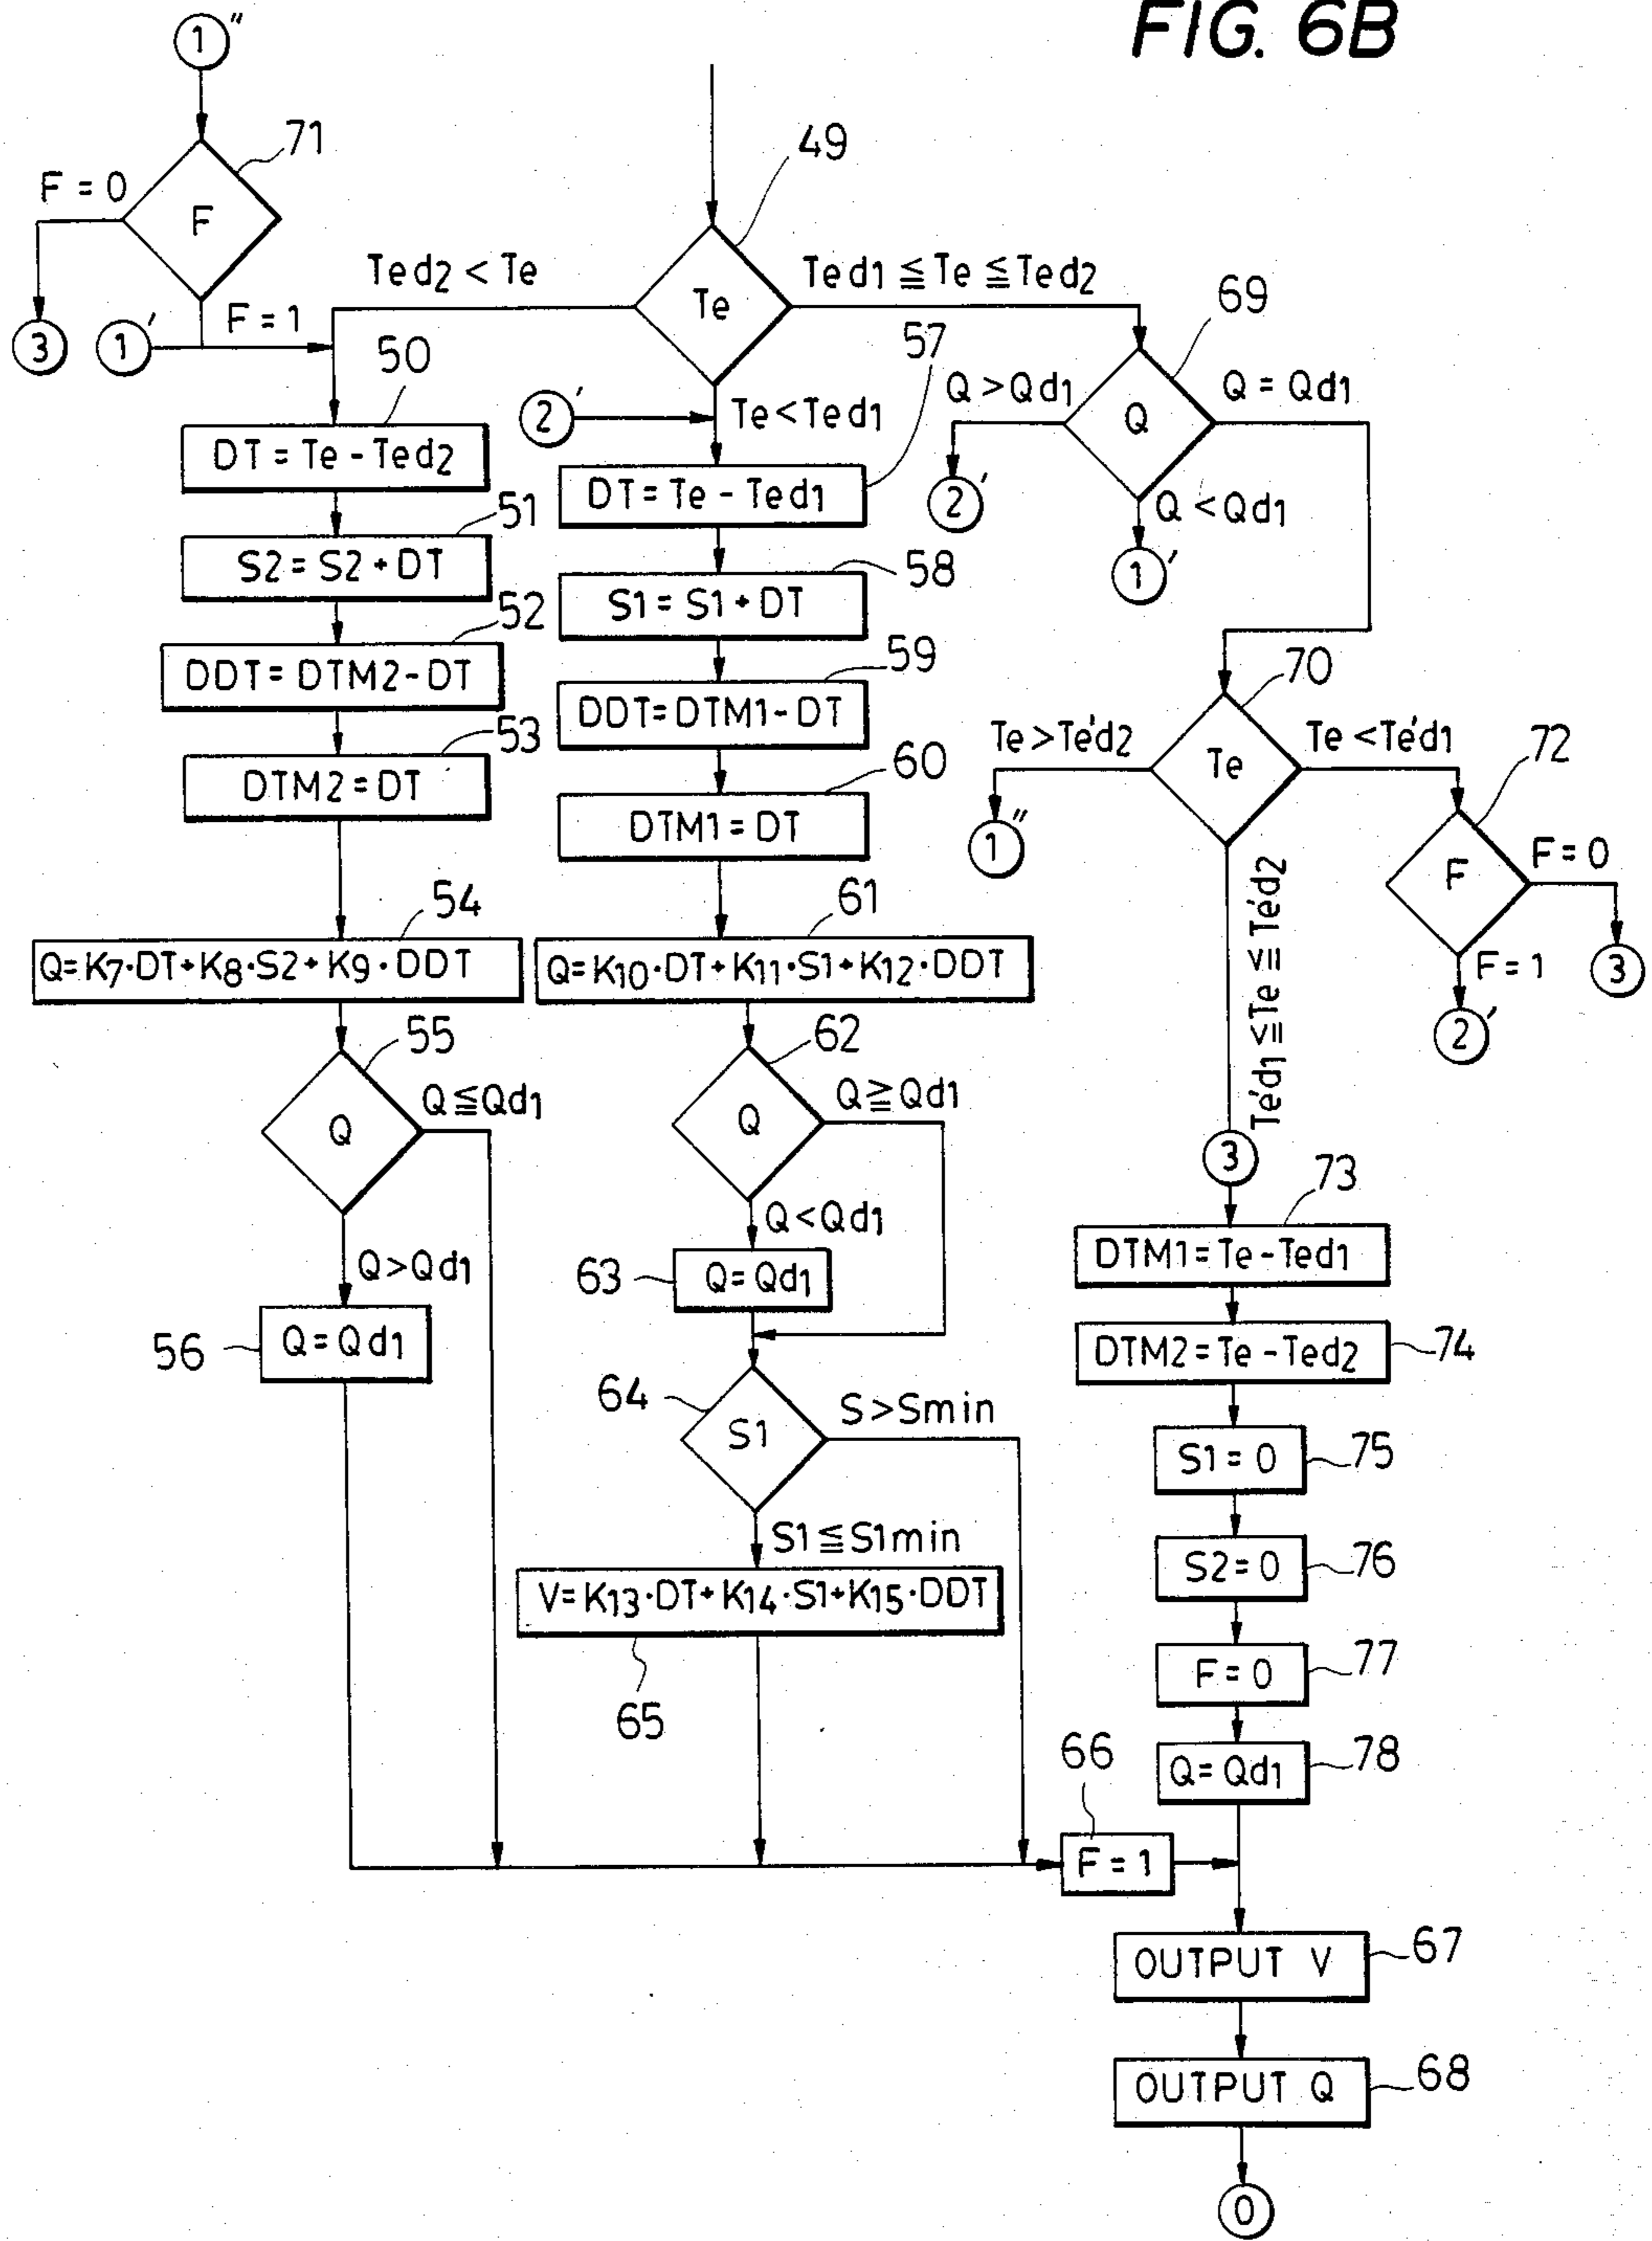 FIG. 6B
1"
71
F = 0
F
F = 1
3
1'
49
Te
Ted2 < Te
Ted1 ≦ Te ≦ Ted2
Te < Ted1
2'
50
DT = Te - Ted2
51
S2 = S2 + DT
52
DDT = DTM2 - DT
53
DTM2 = DT
54
Q = K7·DT + K8·S2 + K9·DDT
55
Q
Q ≦ Qd1
Q > Qd1
56
Q = Qd1
57
DT = Te - Ted1
58
S1 = S1 + DT
59
DDT = DTM1 - DT
60
DTM1 = DT
61
Q = K10·DT + K11·S1 + K12·DDT
62
Q
Q ≧ Qd1
Q < Qd1
63
Q = Qd1
64
S1
S > Smin
S1 ≦ S1min
V = K13·DT + K14·S1 + K15·DDT
65
69
Q
Q > Qd1
Q = Qd1
2'
Q < Qd1
1'
70
Te
Te > Te'd2
Te < Te'd1
1"
Te'd1 ≦ Te ≦ Te'd2
72
F
F = 0
3
F = 1
2'
3
73
DTM1 = Te - Ted1
DTM2 = Te - Ted2
74
S1 = 0
75
S2 = 0
76
F = 0
77
Q = Qd1
78
66
F = 1
OUTPUT V
67
OUTPUT Q
68
0